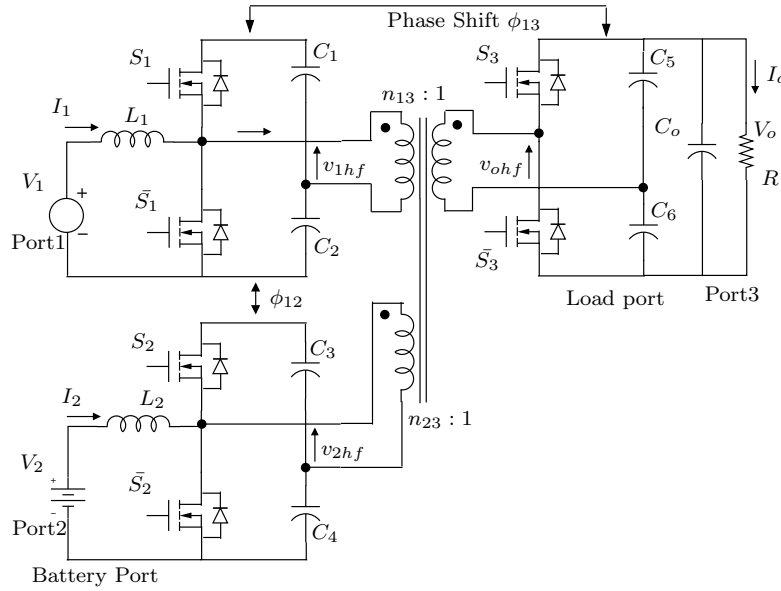 Phase Shift ϕ13
S1
C1
S3
C5
I1
L1
n13 : 1
Co
Vo
V1
+
−
v1hf
vohf
R
S̄1
C2
C6
Port1
S̄3
ϕ12
Load port
Port3
S2
C3
I2
L2
n23 : 1
V2
+
−
v2hf
S̄2
Port2
C4
Battery Port